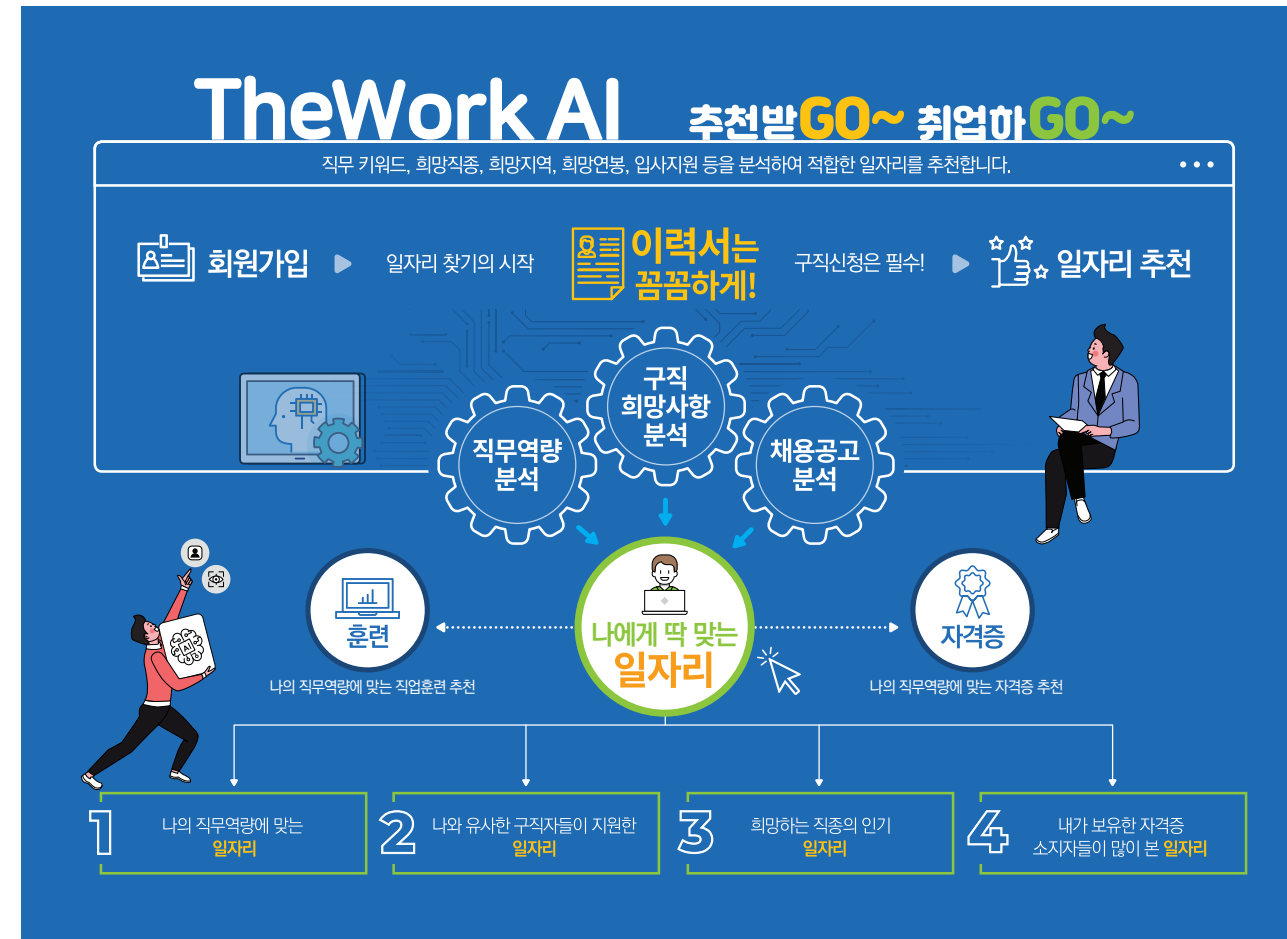 TheWork AI 추천받GO~ 취업하GO~
직무 키워드, 희망직종, 희망지역, 희망연봉, 입사지원 등을 분석하여 적합한 일자리를 추천합니다.
회원가입
일자리 찾기의 시작
이력서는
꼼꼼하게!
구직신청은 필수!
일자리 추천
구직
희망사항
분석
직무역량
분석
채용공고
분석
AI
훈련
나의 직무역량에 맞는 직업훈련 추천
나에게 딱 맞는
일자리
자격증
나의 직무역량에 맞는 자격증 추천
1
나의 직무역량에 맞는
일자리
2
나와 유사한 구직자들이 지원한
일자리
3
희망하는 직종의 인기
일자리
4
내가 보유한 자격증
소지자들이 많이 본 일자리